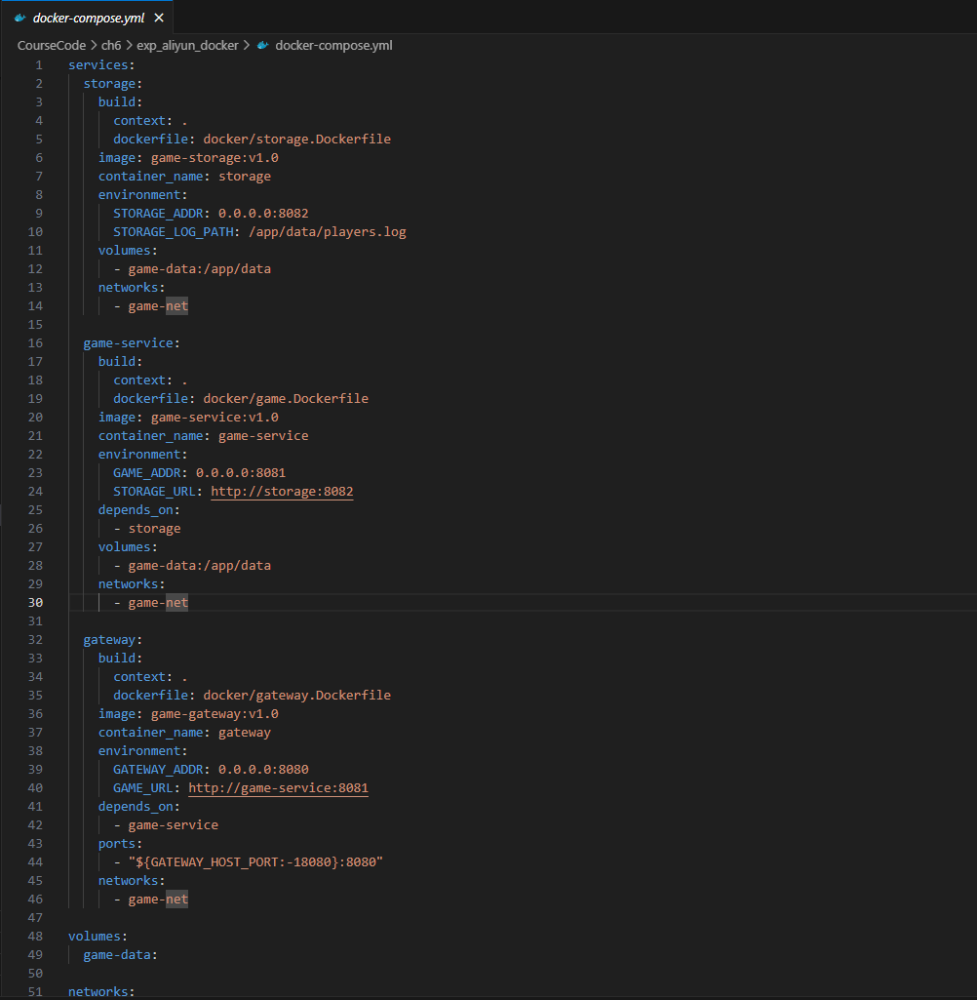 docker-compose.yml
CourseCode > ch6 > exp_aliyun_docker > docker-compose.yml
1 services:
2   storage:
3     build:
4       context: .
5       dockerfile: docker/storage.Dockerfile
6     image: game-storage:v1.0
7     container_name: storage
8     environment:
9       STORAGE_ADDR: 0.0.0.0:8082
10       STORAGE_LOG_PATH: /app/data/players.log
11     volumes:
12       - game-data:/app/data
13     networks:
14       - game-net
15
16   game-service:
17     build:
18       context: .
19       dockerfile: docker/game.Dockerfile
20     image: game-service:v1.0
21     container_name: game-service
22     environment:
23       GAME_ADDR: 0.0.0.0:8081
24       STORAGE_URL: http://storage:8082
25     depends_on:
26       - storage
27     volumes:
28       - game-data:/app/data
29     networks:
30       - game-net
31
32   gateway:
33     build:
34       context: .
35       dockerfile: docker/gateway.Dockerfile
36     image: game-gateway:v1.0
37     container_name: gateway
38     environment:
39       GATEWAY_ADDR: 0.0.0.0:8080
40       GAME_URL: http://game-service:8081
41     depends_on:
42       - game-service
43     ports:
44       - "${GATEWAY_HOST_PORT:-18080}:8080"
45     networks:
46       - game-net
47
48 volumes:
49   game-data:
50
51 networks: